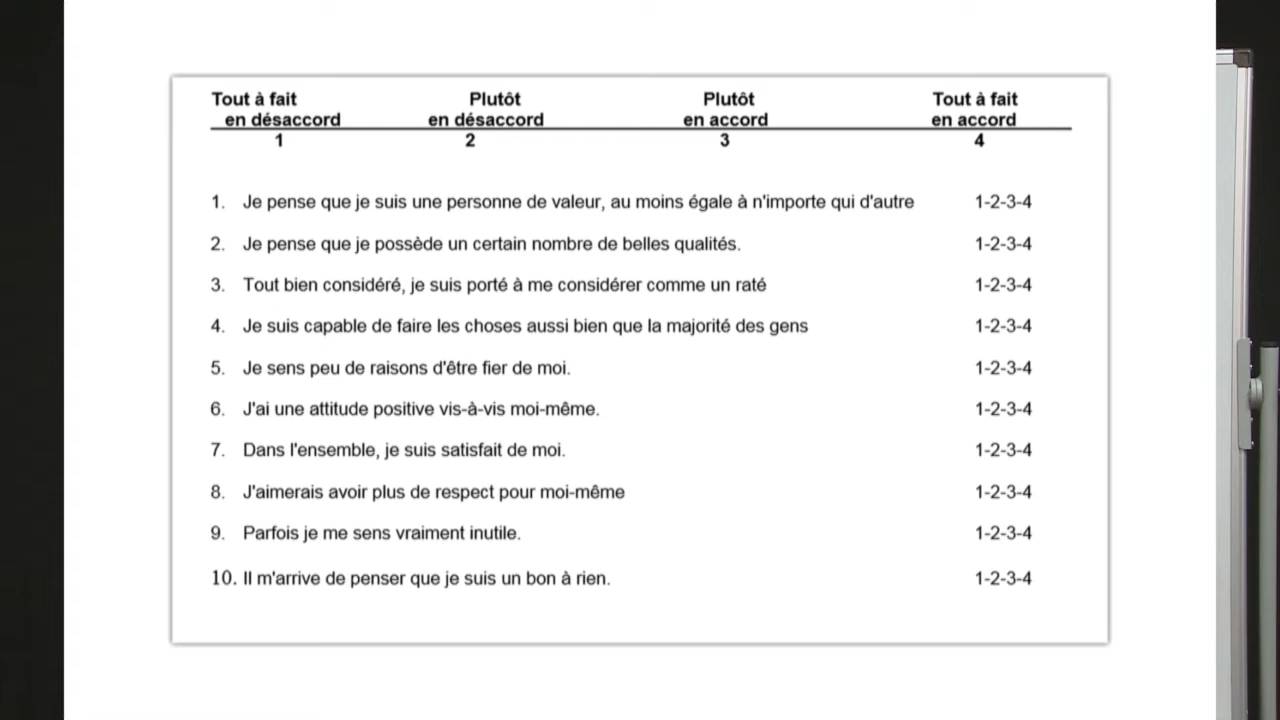 Tout à fait Plutôt Plutôt Tout à fait
en désaccord en désaccord en accord en accord
1 2 3 4
1. Je pense que je suis une personne de valeur, au moins égale à n'importe qui d'autre 1-2-3-4
2. Je pense que je possède un certain nombre de belles qualités. 1-2-3-4
3. Tout bien considéré, je suis porté à me considérer comme un raté 1-2-3-4
4. Je suis capable de faire les choses aussi bien que la majorité des gens 1-2-3-4
5. Je sens peu de raisons d'être fier de moi. 1-2-3-4
6. J'ai une attitude positive vis-à-vis moi-même. 1-2-3-4
7. Dans l'ensemble, je suis satisfait de moi. 1-2-3-4
8. J'aimerais avoir plus de respect pour moi-même 1-2-3-4
9. Parfois je me sens vraiment inutile. 1-2-3-4
10. Il m'arrive de penser que je suis un bon à rien. 1-2-3-4